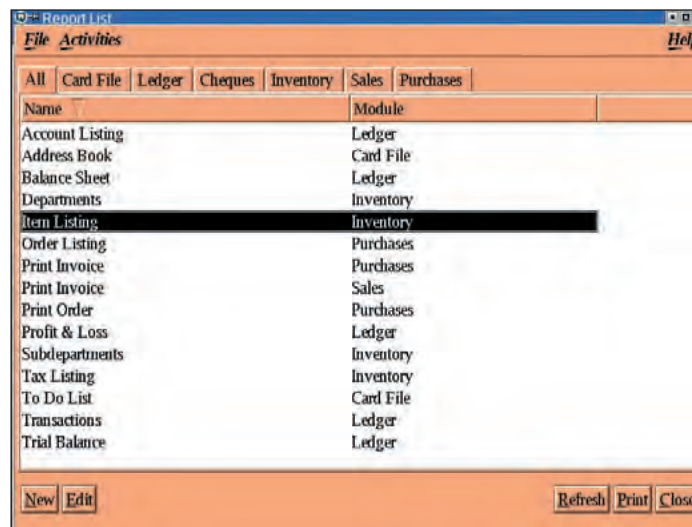 Report List
File Activities Help
All Card File Ledger Cheques Inventory Sales Purchases
Name Module
Account Listing Ledger
Address Book Card File
Balance Sheet Ledger
Departments Inventory
Item Listing Inventory
Order Listing Purchases
Print Invoice Purchases
Print Invoice Sales
Print Order Purchases
Profit & Loss Ledger
Subdepartments Inventory
Tax Listing Inventory
To Do List Card File
Transactions Ledger
Trial Balance Ledger
New Edit Refresh Print Close